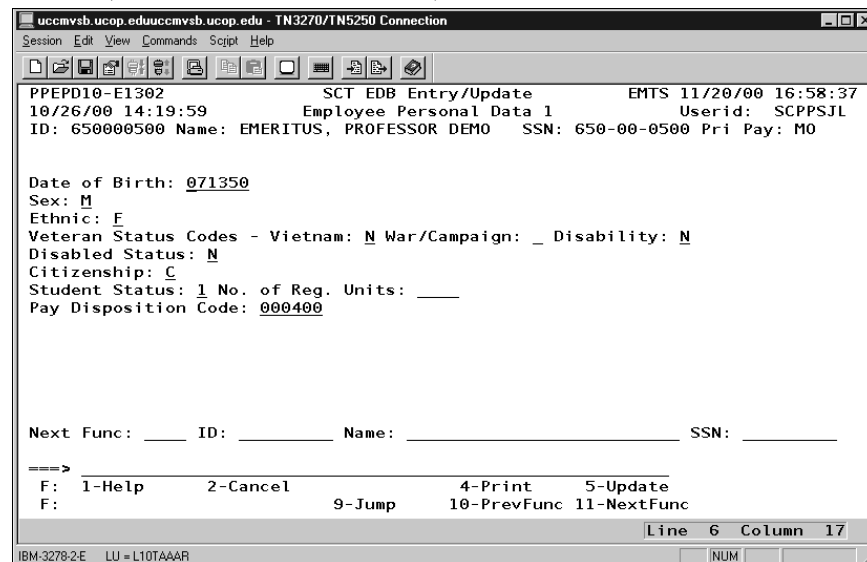 uccmvsb.ucop.eduuccmvsb.ucop.edu - TN3270/TN5250 Connection
Session Edit View Commands Script Help
PPEPD10-E1302 SCT EDB Entry/Update EMTS 11/20/00 16:58:37
10/26/00 14:19:59 Employee Personal Data 1 Userid: SCPPSJL
ID: 650000500 Name: EMERITUS, PROFESSOR DEMO SSN: 650-00-0500 Pri Pay: MO
Date of Birth: 071350
Sex: M
Ethnic: F
Veteran Status Codes - Vietnam: N War/Campaign: _ Disability: N
Disabled Status: N
Citizenship: C
Student Status: 1 No. of Reg. Units: ____
Pay Disposition Code: 000400
Next Func: ____ ID: _________ Name: __________________________ SSN: _________
===> 
F: 1-Help 2-Cancel 4-Print 5-Update
F: 9-Jump 10-PrevFunc 11-NextFunc
Line 6 Column 17
IBM-3278-2-E LU = L10TAAAR NUM